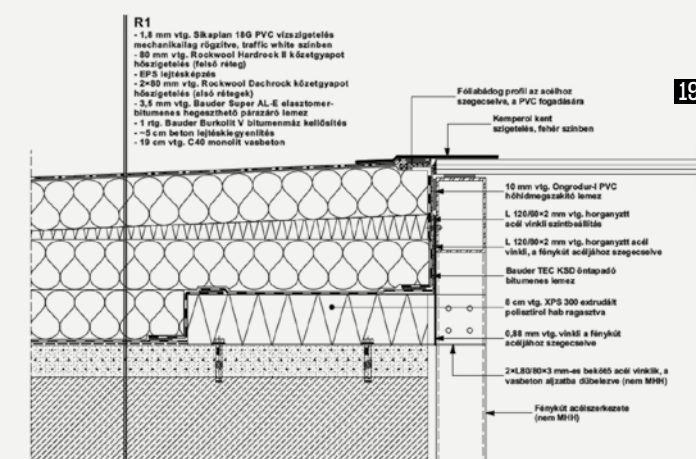 R1
- 1,8 mm vtg. Sikaplan 18G PVC vízszigetelés
mechanikailag rögzítve, traffic white színben
- 80 mm vtg. Rockwool Hardrock II kőzetgyapot
hőszigetelés (felső réteg)
- EPS lejtésképzés
- 2×80 mm vtg. Rockwool Dachrock kőzetgyapot
hőszigetelés (alsó rétegek)
- 3,5 mm vtg. Bauder Super AL-E elasztomer-
bitumenes hegeszthető párazáró lemez
- 1 rtg. Bauder Burkolit V bitumenmáz kellősítés
- ~5 cm beton lejtéskiegyenlítés
- 19 cm vtg. C40 monolit vasbeton
Fóliabádog profil az acélhoz
szegecselve, a PVC fogadására
19
Kemperol kent
szigetelés, fehér színben
10 mm vtg. Ongrodur-I PVC
hőhídmegszakító lemez
L 120/60×2 mm vtg. horganyztt
acél vinkli szintbeállítás
L 120/60×2 mm vtg. horganyztt acél
vinkli, a fénykút acéljához szegecselve
Bauder TEC KSD öntapadó
bitumenes lemez
8 cm vtg. XPS 300 extrudált
polisztirol hab ragasztva
0,88 mm vtg. vinkli a fénykút
acéljához szegecselve
2×L80/80×3 mm-es bekötő acél vinklik, a
vasbeton aljzatba dübelezve (nem MHH)
Fénykút acélszerkezete
(nem MHH)